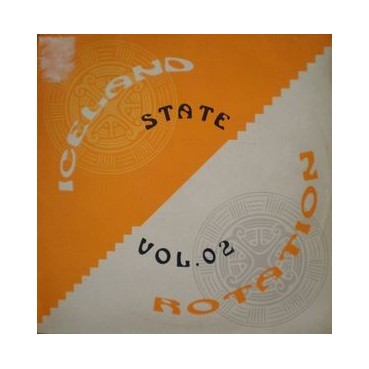 ICELAND
STATE
VOL.02
ROTATION